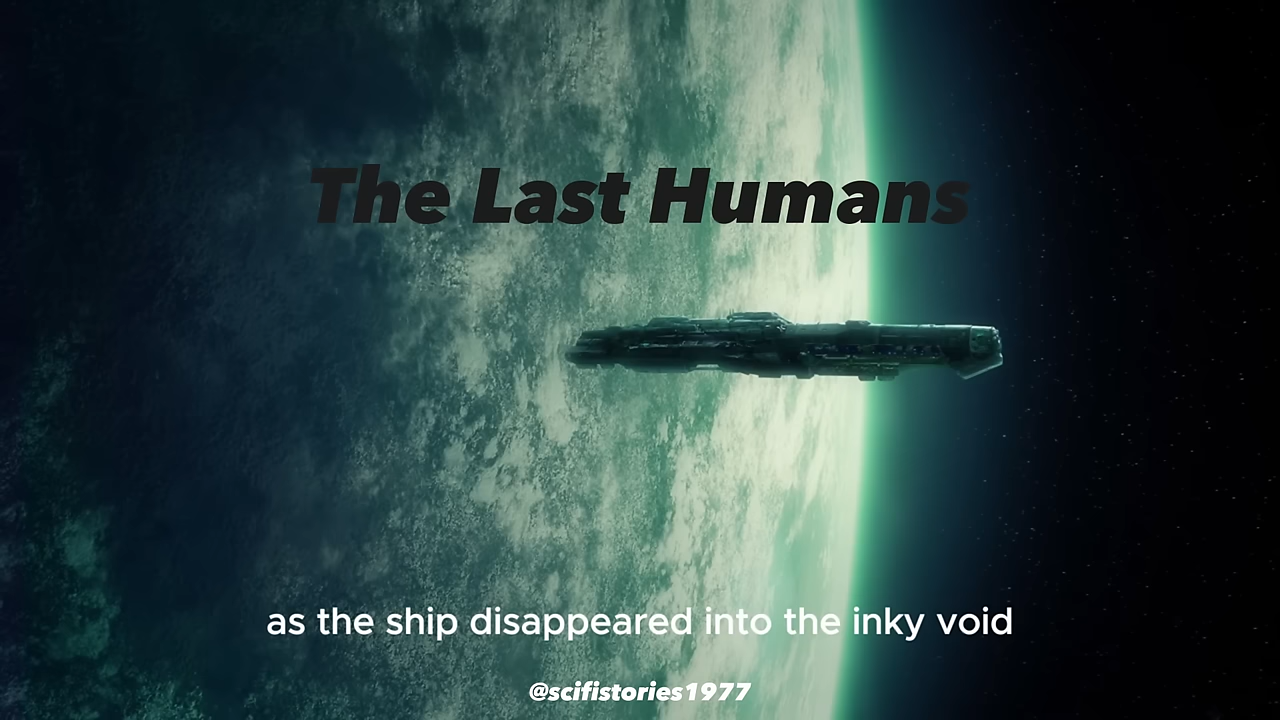 The Last Humans
as the ship disappeared into the inky void
@scifistories1977